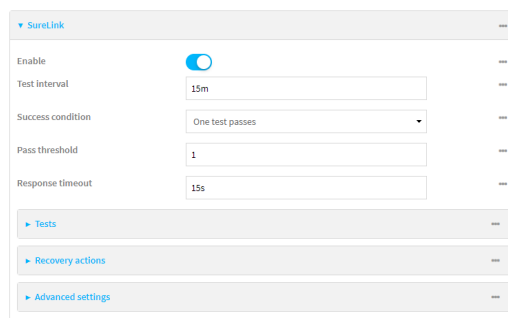 SureLink
Enable
Test interval
15m
Success condition
One test passes
Pass threshold
1
Response timeout
15s
Tests
Recovery actions
Advanced settings